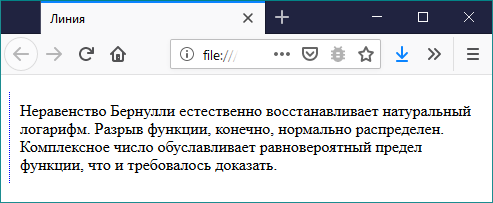 Линия
file:///
Неравенство Бернулли естественно восстанавливает натуральный
логарифм. Разрыв функции, конечно, нормально распределен.
Комплексное число обуславливает равновероятный предел
функции, что и требовалось доказать.